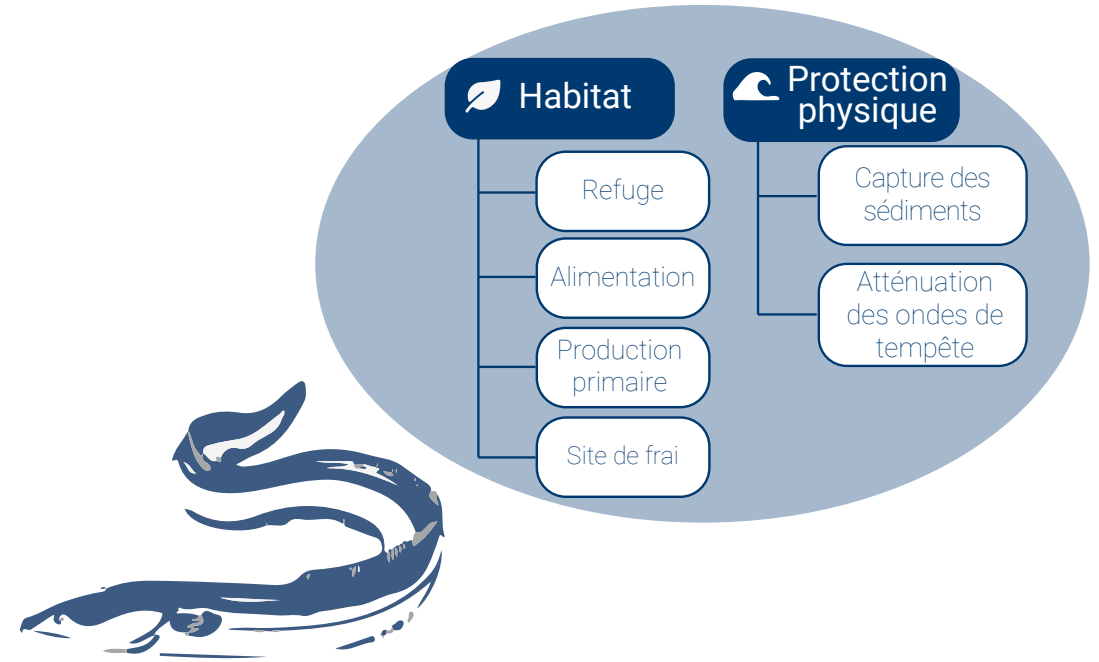 Habitat
Refuge
Alimentation
Production
primaire
Site de frai
Protection
physique
Capture des
sédiments
Atténuation
des ondes de
tempête